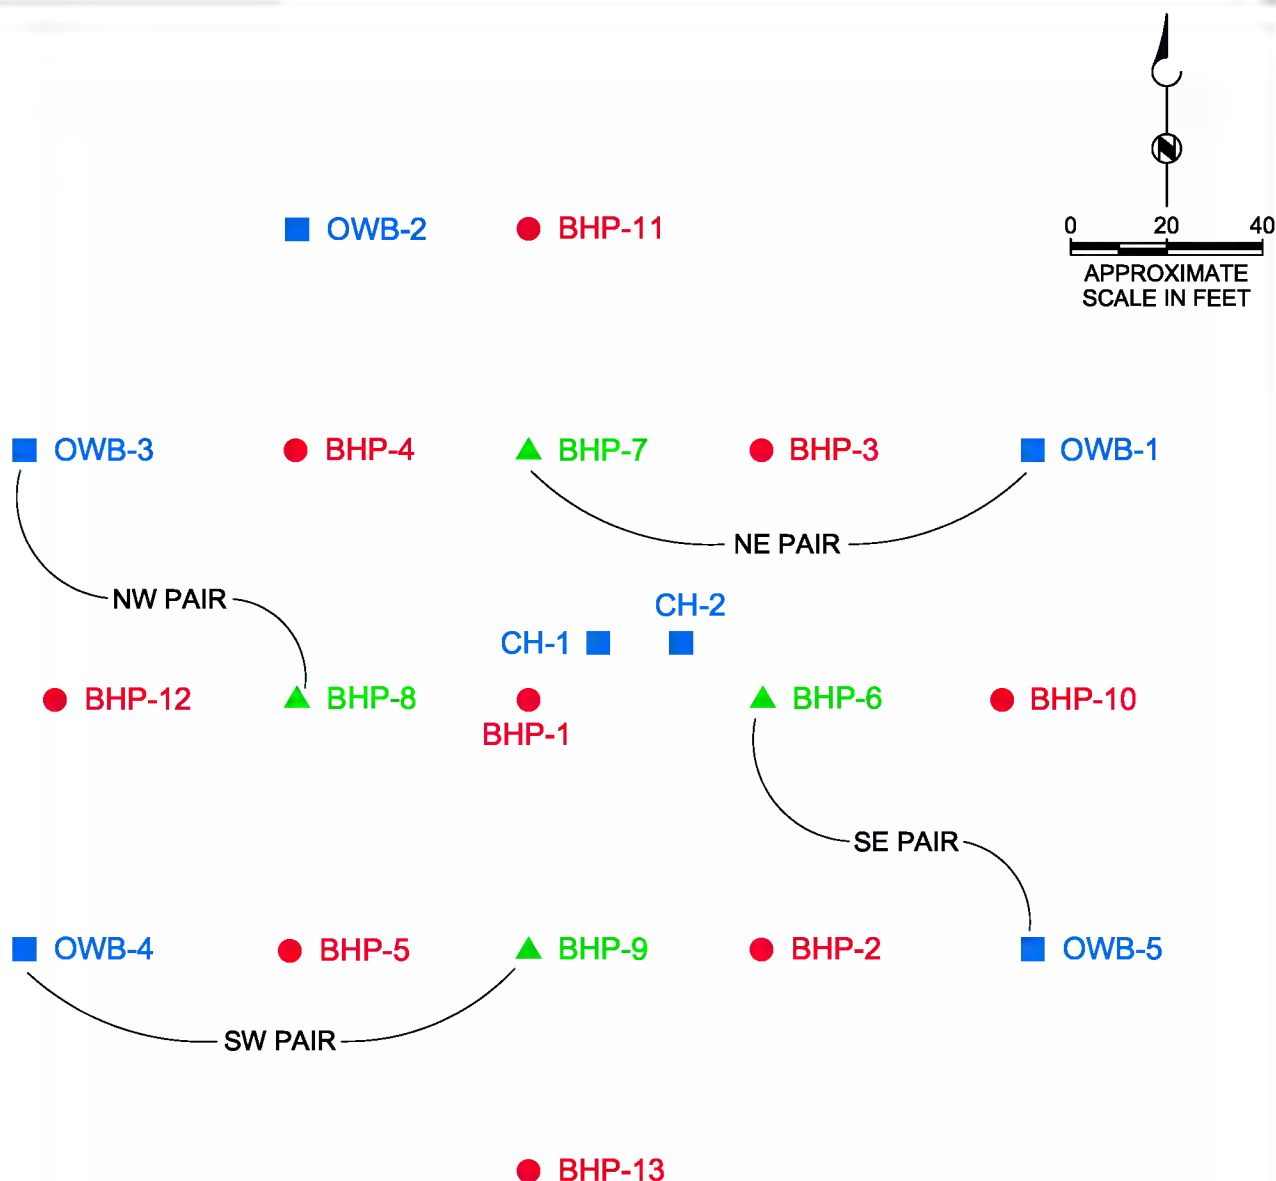 N
0 20 40
APPROXIMATE
SCALE IN FEET
OWB-2 BHP-11
OWB-3 BHP-4 BHP-7 BHP-3 OWB-1
NE PAIR
NW PAIR
CH-2
CH-1
BHP-12 BHP-8 BHP-6 BHP-10
BHP-1
SE PAIR
OWB-4 BHP-5 BHP-9 BHP-2 OWB-5
SW PAIR
BHP-13